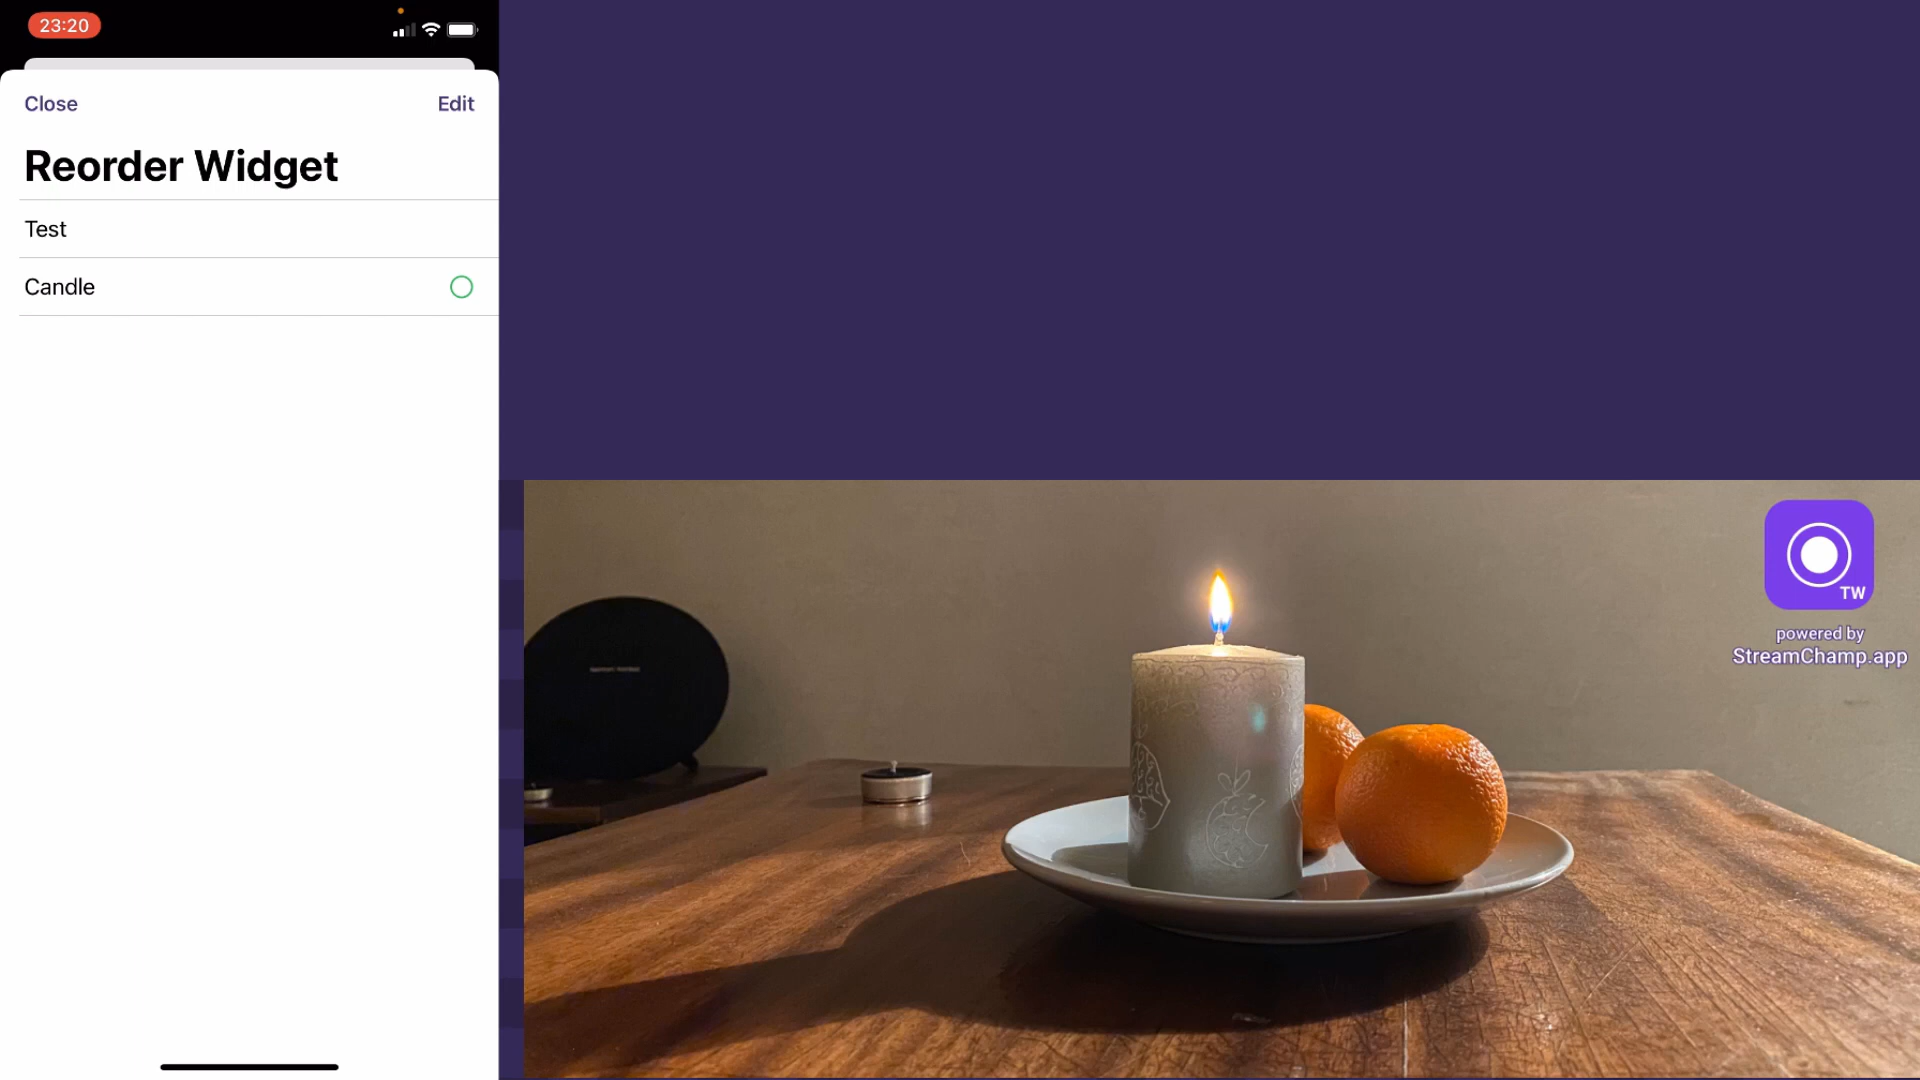 23:20
Close
Edit
Reorder Widget
Test
Candle
TW
powered by
StreamChamp.app